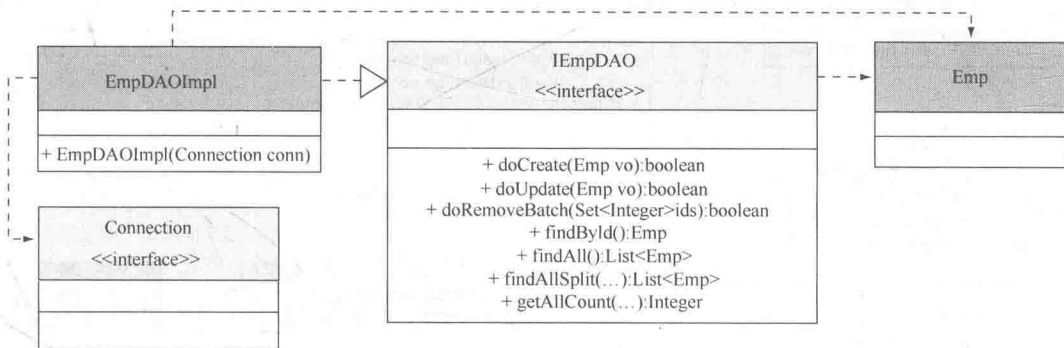 EmpDAOImpl
+ EmpDAOImpl(Connection conn)
Connection
<<interface>>
IEmpDAO
<<interface>>
+ doCreate(Emp vo):boolean
+ doUpdate(Emp vo):boolean
+ doRemoveBatch(Set<Integer>ids):boolean
+ findById():Emp
+ findAll():List<Emp>
+ findAllSplit(…):List<Emp>
+ getAllCount(…):Integer
Emp